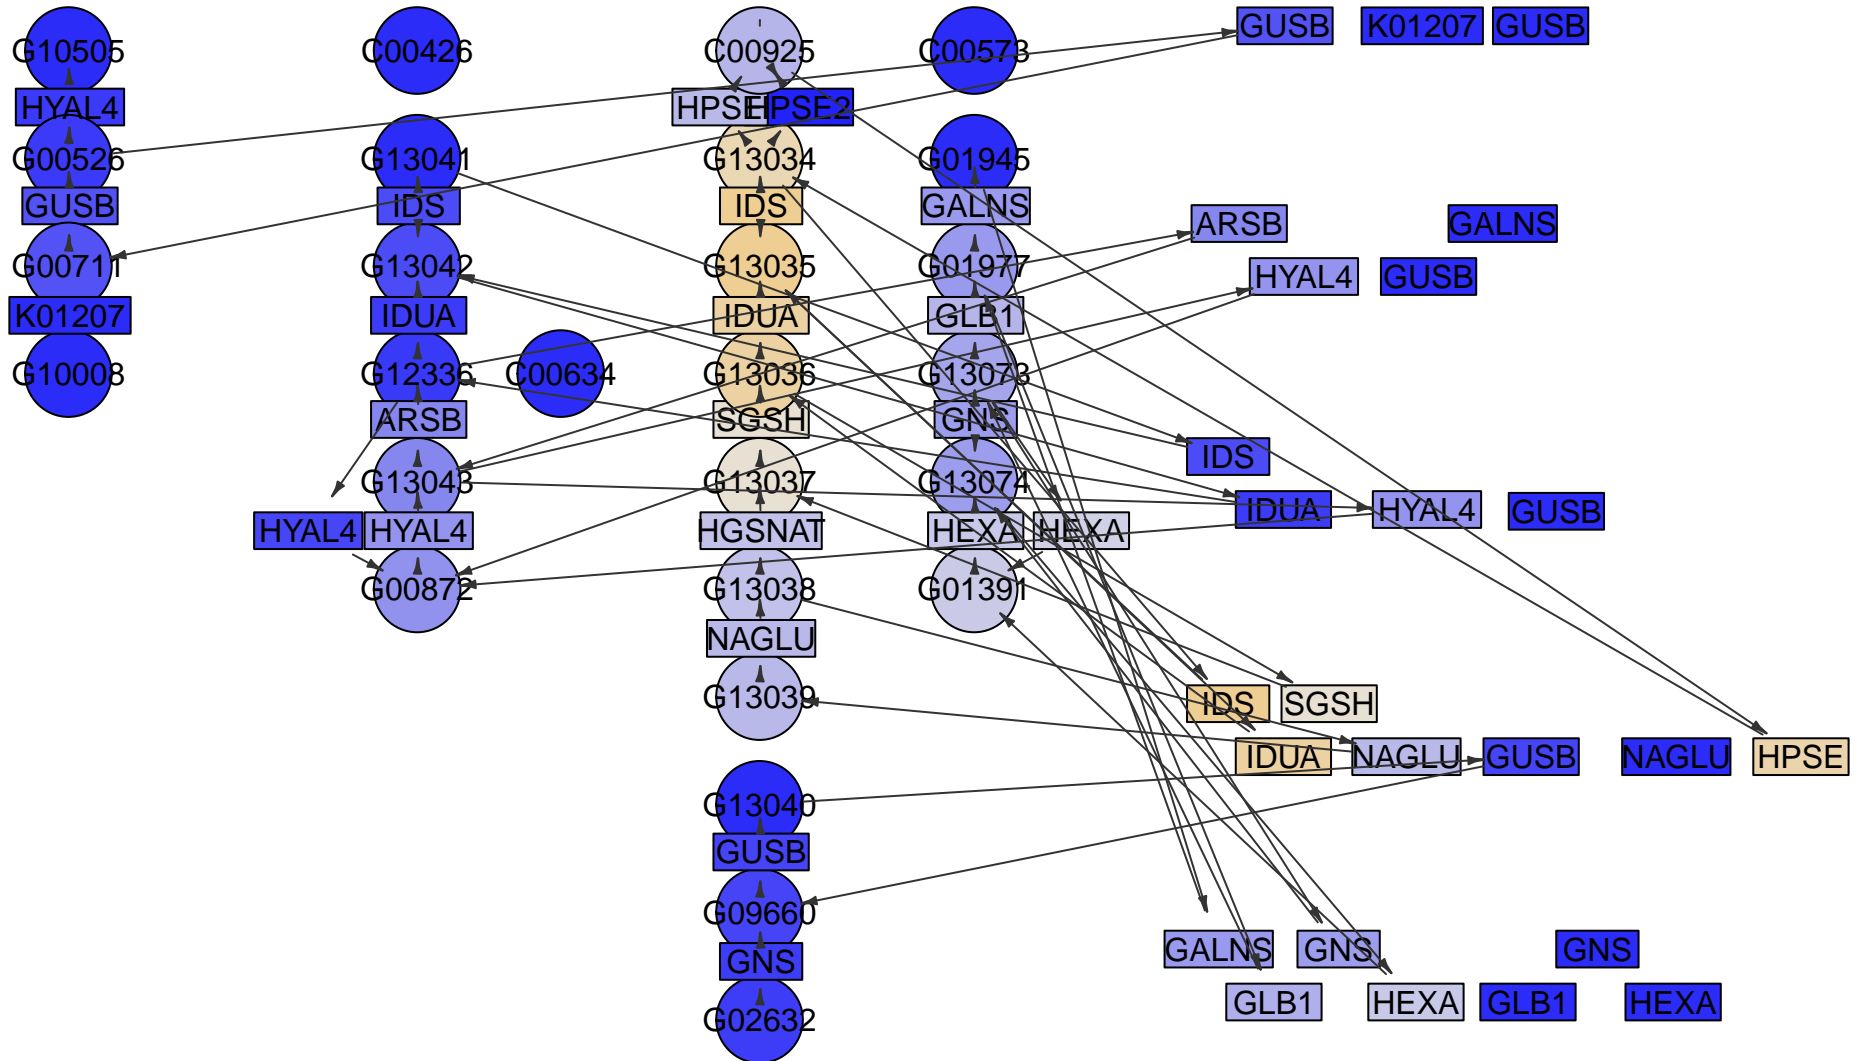 G10505 C00426 C00925 C00573 GUSB K01207 GUSB
HYAL4 HPSE HPSE2
G00526 G13041 G13034 G01945
GUSB IDS IDS GALNS ARSB GALNS
G00711 G13042 G13035 G01977 HYAL4 GUSB
K01207 IDUA IDUA GLB1
G10008 G12336 C00634 G13036 G13073
ARSB SGSH GNS
IDS
G13043 G13037 G13074
IDUA HYAL4 GUSB
HYAL4 HYAL4 HGSNAT HEXA HEXA
G00872 G13038 G01391
NAGLU
G13039 IDS SGSH
IDUA NAGLU GUSB NAGLU HPSE
G13040
GUSB
G09660
GNS GALNS GNS GNS
GLB1 HEXA GLB1 HEXA
G02632